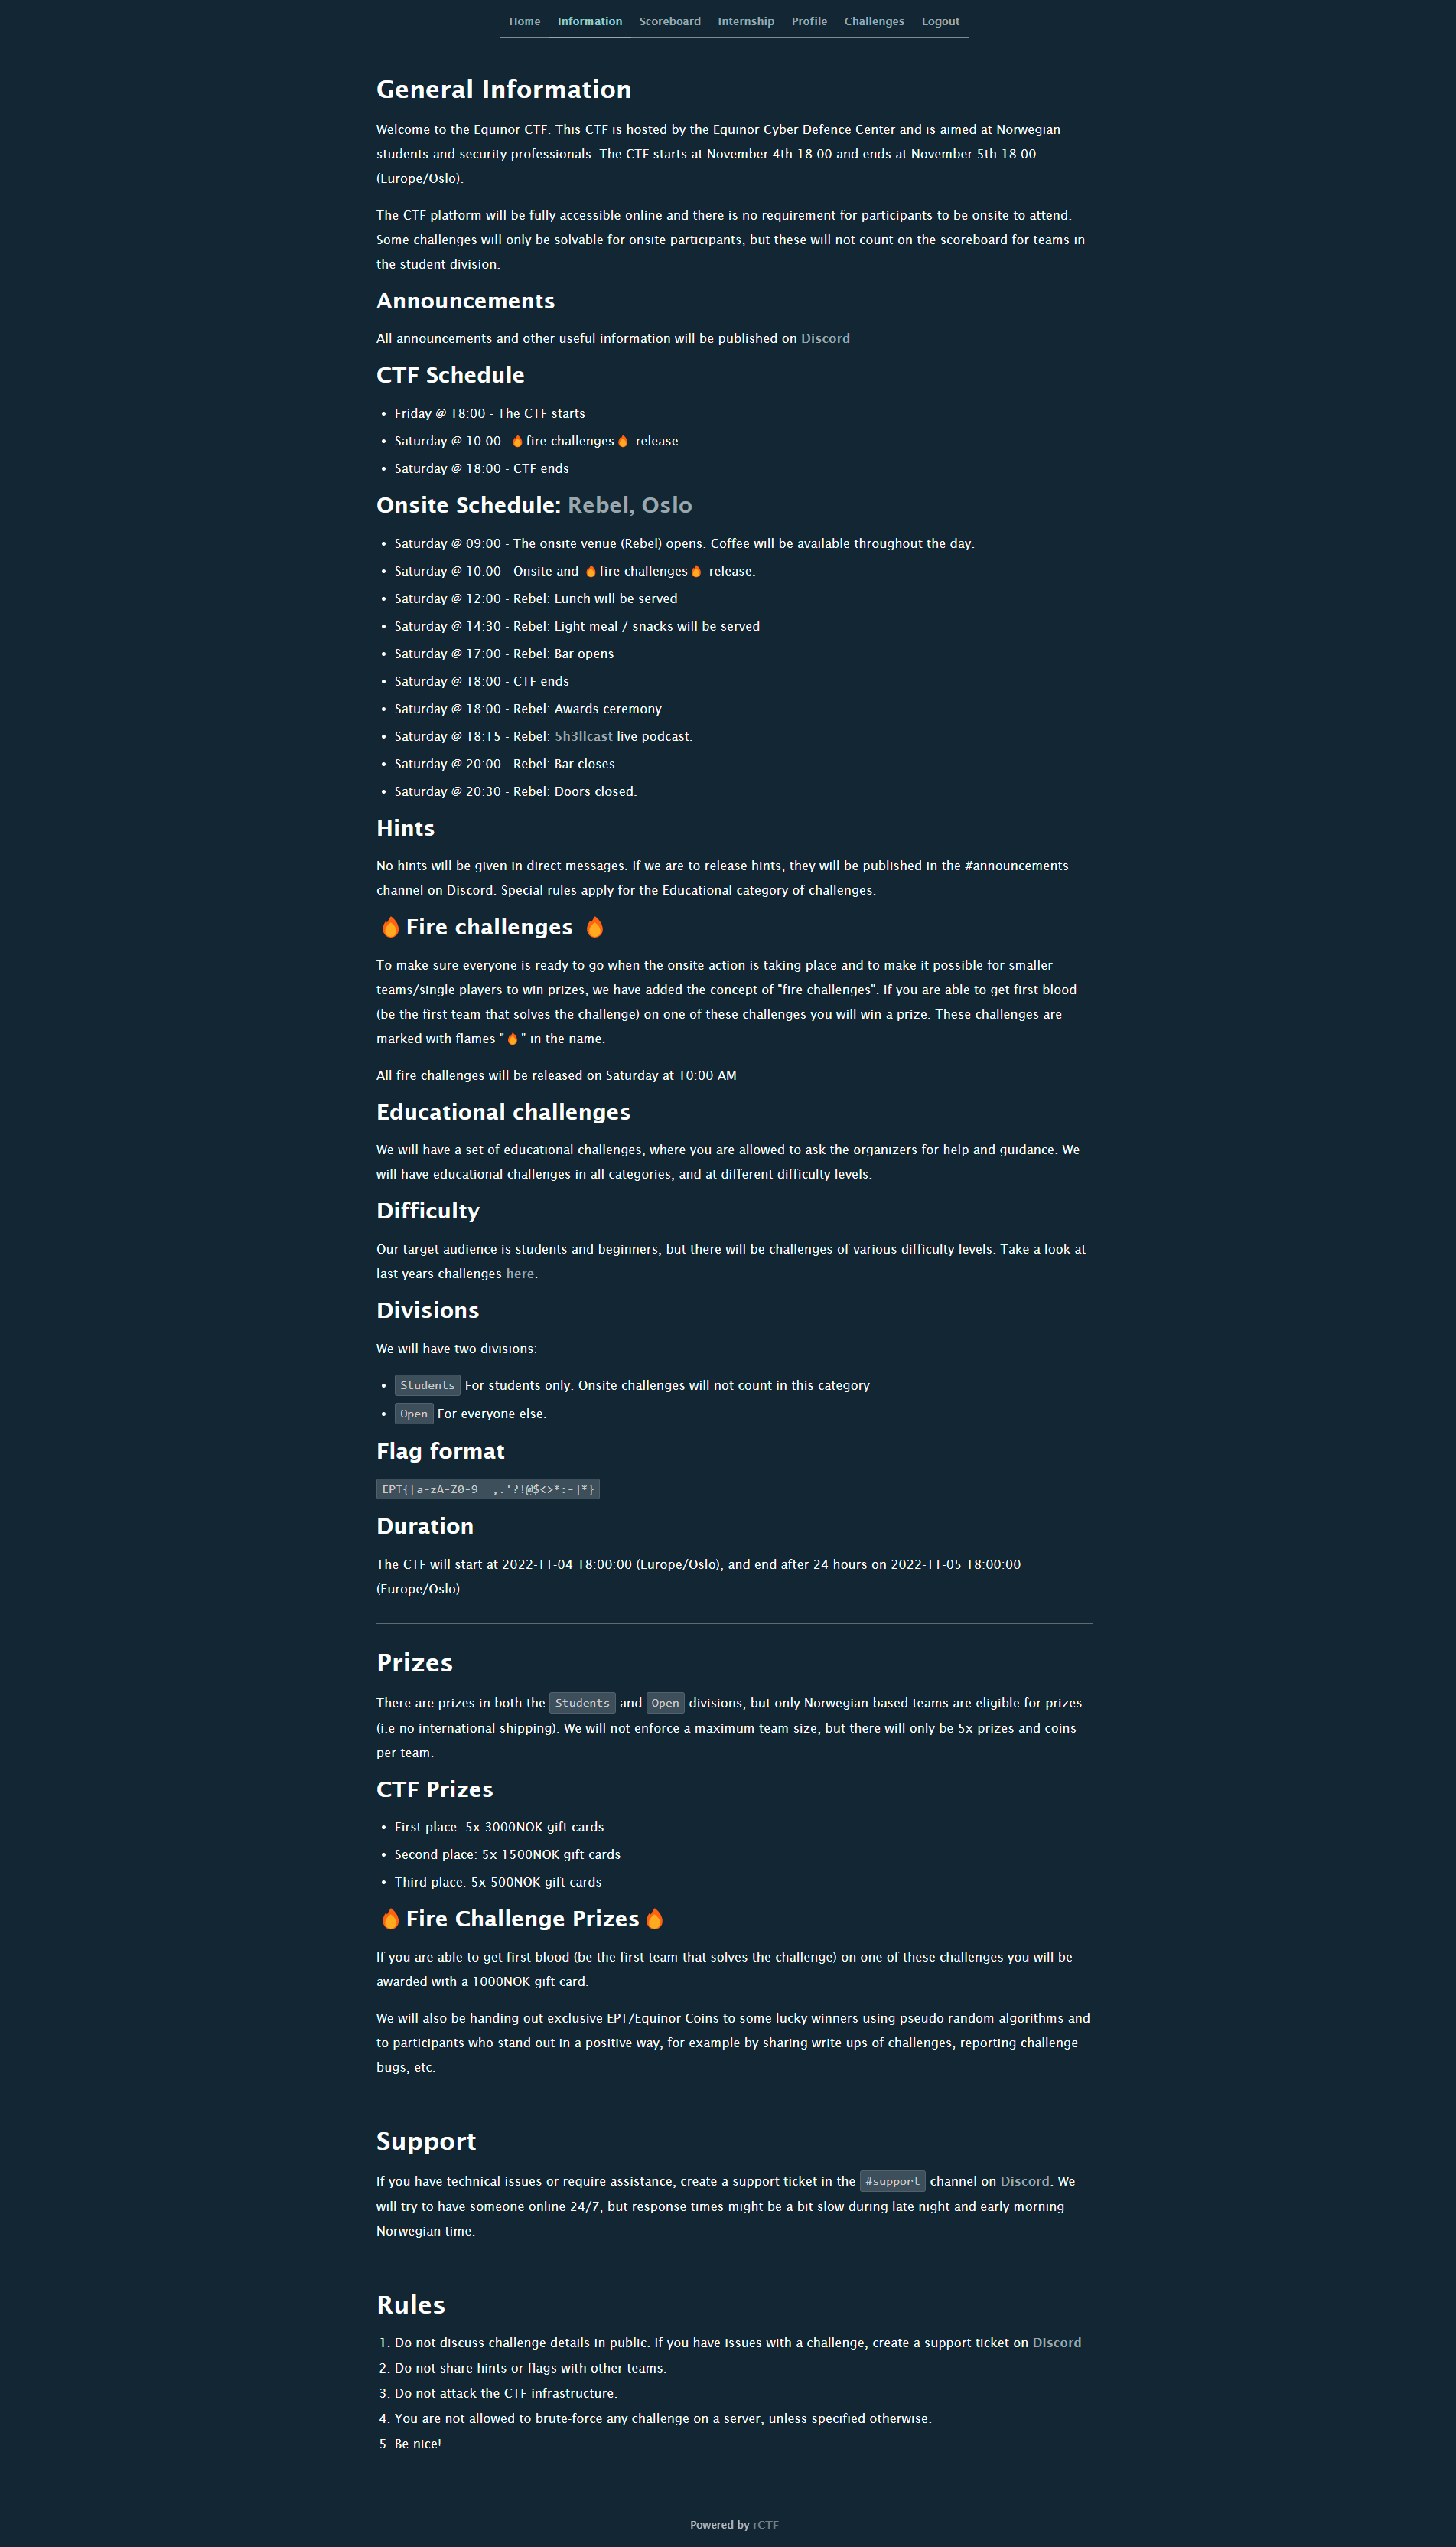 Home Information Scoreboard Internship Profile Challenges Logout
General Information
Welcome to the Equinor CTF. This CTF is hosted by the Equinor Cyber Defence Center and is aimed at Norwegian
students and security professionals. The CTF starts at November 4th 18:00 and ends at November 5th 18:00
(Europe/Oslo).
The CTF platform will be fully accessible online and there is no requirement for participants to be onsite to attend.
Some challenges will only be solvable for onsite participants, but these will not count on the scoreboard for teams in
the student division.
Announcements
All announcements and other useful information will be published on Discord
CTF Schedule
• Friday @ 18:00 - The CTF starts
• Saturday @ 10:00 - 🔥fire challenges🔥 release.
• Saturday @ 18:00 - CTF ends
Onsite Schedule: Rebel, Oslo
• Saturday @ 09:00 - The onsite venue (Rebel) opens. Coffee will be available throughout the day.
• Saturday @ 10:00 - Onsite and 🔥fire challenges🔥 release.
• Saturday @ 12:00 - Rebel: Lunch will be served
• Saturday @ 14:30 - Rebel: Light meal / snacks will be served
• Saturday @ 17:00 - Rebel: Bar opens
• Saturday @ 18:00 - CTF ends
• Saturday @ 18:00 - Rebel: Awards ceremony
• Saturday @ 18:15 - Rebel: 5h3llcast live podcast.
• Saturday @ 20:00 - Rebel: Bar closes
• Saturday @ 20:30 - Rebel: Doors closed.
Hints
No hints will be given in direct messages. If we are to release hints, they will be published in the #announcements
channel on Discord. Special rules apply for the Educational category of challenges.
🔥Fire challenges 🔥
To make sure everyone is ready to go when the onsite action is taking place and to make it possible for smaller
teams/single players to win prizes, we have added the concept of "fire challenges". If you are able to get first blood
(be the first team that solves the challenge) on one of these challenges you will win a prize. These challenges are
marked with flames "🔥" in the name.
All fire challenges will be released on Saturday at 10:00 AM
Educational challenges
We will have a set of educational challenges, where you are allowed to ask the organizers for help and guidance. We
will have educational challenges in all categories, and at different difficulty levels.
Difficulty
Our target audience is students and beginners, but there will be challenges of various difficulty levels. Take a look at
last years challenges here.
Divisions
We will have two divisions:
• Students For students only. Onsite challenges will not count in this category
• Open For everyone else.
Flag format
EPT{[a-zA-Z0-9 _,.'?!@$<>*:-]*}
Duration
The CTF will start at 2022-11-04 18:00:00 (Europe/Oslo), and end after 24 hours on 2022-11-05 18:00:00
(Europe/Oslo).
Prizes
There are prizes in both the Students and Open divisions, but only Norwegian based teams are eligible for prizes
(i.e no international shipping). We will not enforce a maximum team size, but there will only be 5x prizes and coins
per team.
CTF Prizes
• First place: 5x 3000NOK gift cards
• Second place: 5x 1500NOK gift cards
• Third place: 5x 500NOK gift cards
🔥Fire Challenge Prizes🔥
If you are able to get first blood (be the first team that solves the challenge) on one of these challenges you will be
awarded with a 1000NOK gift card.
We will also be handing out exclusive EPT/Equinor Coins to some lucky winners using pseudo random algorithms and
to participants who stand out in a positive way, for example by sharing write ups of challenges, reporting challenge
bugs, etc.
Support
If you have technical issues or require assistance, create a support ticket in the #support channel on Discord. We
will try to have someone online 24/7, but response times might be a bit slow during late night and early morning
Norwegian time.
Rules
1. Do not discuss challenge details in public. If you have issues with a challenge, create a support ticket on Discord
2. Do not share hints or flags with other teams.
3. Do not attack the CTF infrastructure.
4. You are not allowed to brute-force any challenge on a server, unless specified otherwise.
5. Be nice!
Powered by rCTF